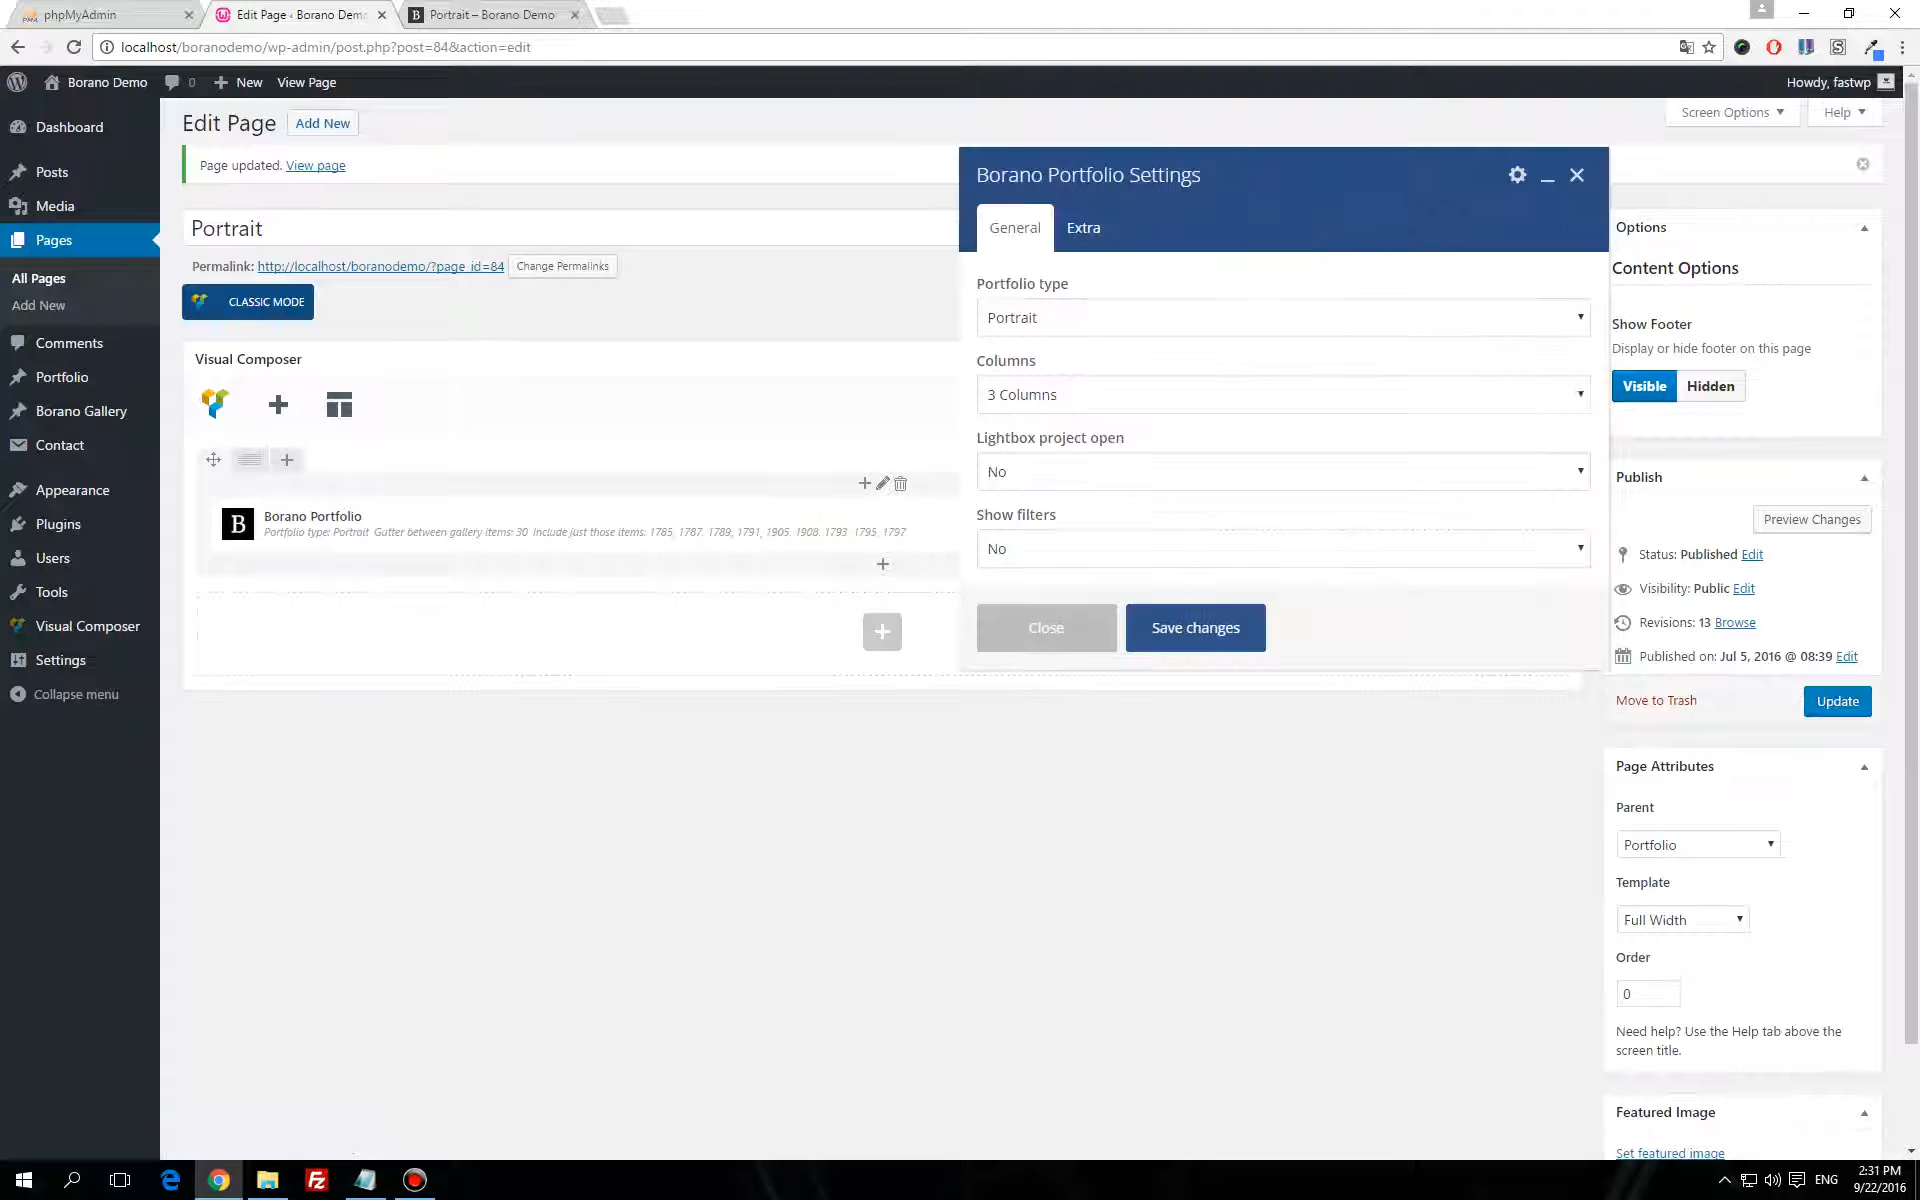 phpMyAdmin
Edit Page ‹ Borano Demo
Portrait – Borano Demo
localhost/boranodemo/wp-admin/post.php?post=84&action=edit
Borano Demo
0
New
View Page
Howdy, fastwp
Dashboard
Posts
Media
Pages
All Pages
Add New
Comments
Portfolio
Borano Gallery
Contact
Appearance
Plugins
Users
Tools
Visual Composer
Settings
Collapse menu
Edit Page
Add New
Screen Options
Help
Page updated. View page
Portrait
Permalink: http://localhost/boranodemo/?page_id=84
Change Permalinks
CLASSIC MODE
Visual Composer
B
Borano Portfolio
Portfolio type: Portrait Gutter between gallery items: 30 Include just those items: 1785, 1787, 1789, 1791, 1905, 1908, 1793, 1795, 1797
Borano Portfolio Settings
General
Extra
Portfolio type
Portrait
Columns
3 Columns
Lightbox project open
No
Show filters
No
Close
Save changes
Options
Content Options
Show Footer
Display or hide footer on this page
Visible
Hidden
Publish
Preview Changes
Status: Published Edit
Visibility: Public Edit
Revisions: 13 Browse
Published on: Jul 5, 2016 @ 08:39 Edit
Move to Trash
Update
Page Attributes
Parent
Portfolio
Template
Full Width
Order
0
Need help? Use the Help tab above the
screen title.
Featured Image
Set featured image
ENG
2:31 PM
9/22/2016